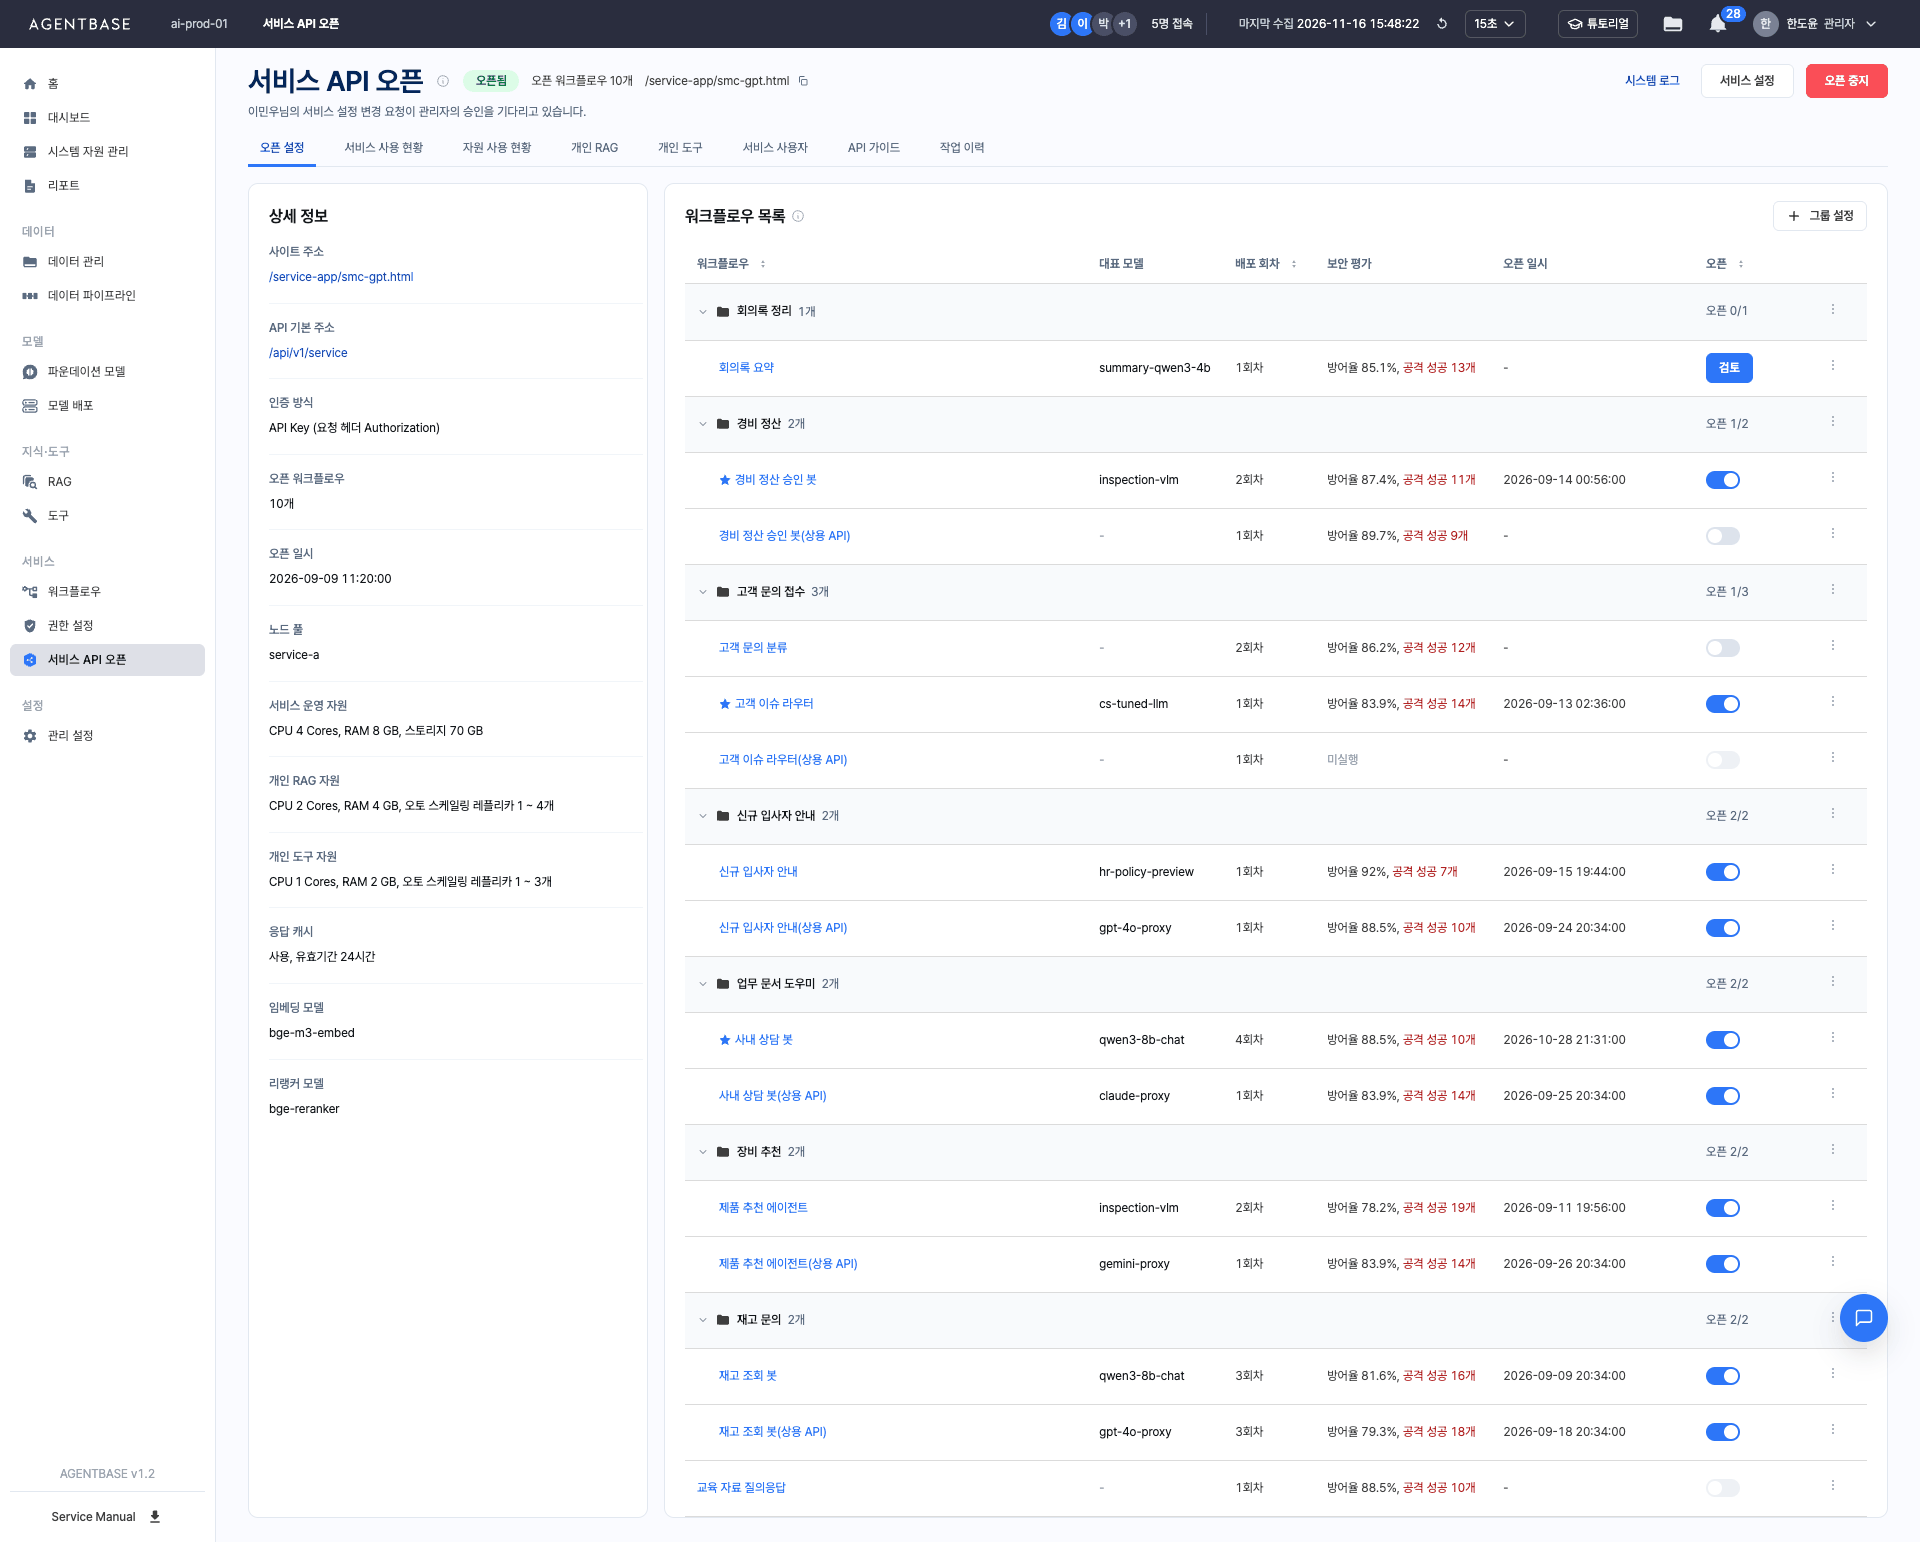 AGENTBASE
ai-prod-01
서비스 API 오픈
김 이 박 +1 5명 접속
마지막 수집 2026-11-16 15:48:22
15초
튜토리얼
28
한 한도윤 관리자
홈
대시보드
시스템 자원 관리
리포트
데이터
데이터 관리
데이터 파이프라인
모델
파운데이션 모델
모델 배포
지식·도구
RAG
도구
서비스
워크플로우
권한 설정
서비스 API 오픈
설정
관리 설정
AGENTBASE v1.2
Service Manual
서비스 API 오픈 오픈됨 오픈 워크플로우 10개 /service-app/smc-gpt.html
시스템 로그 서비스 설정 오픈 중지
이민우님의 서비스 설정 변경 요청이 관리자의 승인을 기다리고 있습니다.
오픈 설정 서비스 사용 현황 자원 사용 현황 개인 RAG 개인 도구 서비스 사용자 API 가이드 작업 이력
상세 정보
사이트 주소
/service-app/smc-gpt.html
API 기본 주소
/api/v1/service
인증 방식
API Key (요청 헤더 Authorization)
오픈 워크플로우
10개
오픈 일시
2026-09-09 11:20:00
노드 풀
service-a
서비스 운영 자원
CPU 4 Cores, RAM 8 GB, 스토리지 70 GB
개인 RAG 자원
CPU 2 Cores, RAM 4 GB, 오토 스케일링 레플리카 1 ~ 4개
개인 도구 자원
CPU 1 Cores, RAM 2 GB, 오토 스케일링 레플리카 1 ~ 3개
응답 캐시
사용, 유효기간 24시간
임베딩 모델
bge-m3-embed
리랭커 모델
bge-reranker
워크플로우 목록
그룹 설정
워크플로우 대표 모델 배포 회차 보안 평가 오픈 일시 오픈
회의록 정리 1개 오픈 0/1
회의록 요약 summary-qwen3-4b 1회차 방어율 85.1%, 공격 성공 13개 - 검토
경비 정산 2개 오픈 1/2
경비 정산 승인 봇 inspection-vlm 2회차 방어율 87.4%, 공격 성공 11개 2026-09-14 00:56:00
경비 정산 승인 봇(상용 API) - 1회차 방어율 89.7%, 공격 성공 9개 -
고객 문의 접수 3개 오픈 1/3
고객 문의 분류 - 2회차 방어율 86.2%, 공격 성공 12개 -
고객 이슈 라우터 cs-tuned-llm 1회차 방어율 83.9%, 공격 성공 14개 2026-09-13 02:36:00
고객 이슈 라우터(상용 API) - 1회차 미실행 -
신규 입사자 안내 2개 오픈 2/2
신규 입사자 안내 hr-policy-preview 1회차 방어율 92%, 공격 성공 7개 2026-09-15 19:44:00
신규 입사자 안내(상용 API) gpt-4o-proxy 1회차 방어율 88.5%, 공격 성공 10개 2026-09-24 20:34:00
업무 문서 도우미 2개 오픈 2/2
사내 상담 봇 qwen3-8b-chat 4회차 방어율 88.5%, 공격 성공 10개 2026-10-28 21:31:00
사내 상담 봇(상용 API) claude-proxy 1회차 방어율 83.9%, 공격 성공 14개 2026-09-25 20:34:00
장비 추천 2개 오픈 2/2
제품 추천 에이전트 inspection-vlm 2회차 방어율 78.2%, 공격 성공 19개 2026-09-11 19:56:00
제품 추천 에이전트(상용 API) gemini-proxy 1회차 방어율 83.9%, 공격 성공 14개 2026-09-26 20:34:00
재고 문의 2개 오픈 2/2
재고 조회 봇 qwen3-8b-chat 3회차 방어율 81.6%, 공격 성공 16개 2026-09-09 20:34:00
재고 조회 봇(상용 API) gpt-4o-proxy 3회차 방어율 79.3%, 공격 성공 18개 2026-09-18 20:34:00
교육 자료 질의응답 - 1회차 방어율 88.5%, 공격 성공 10개 -